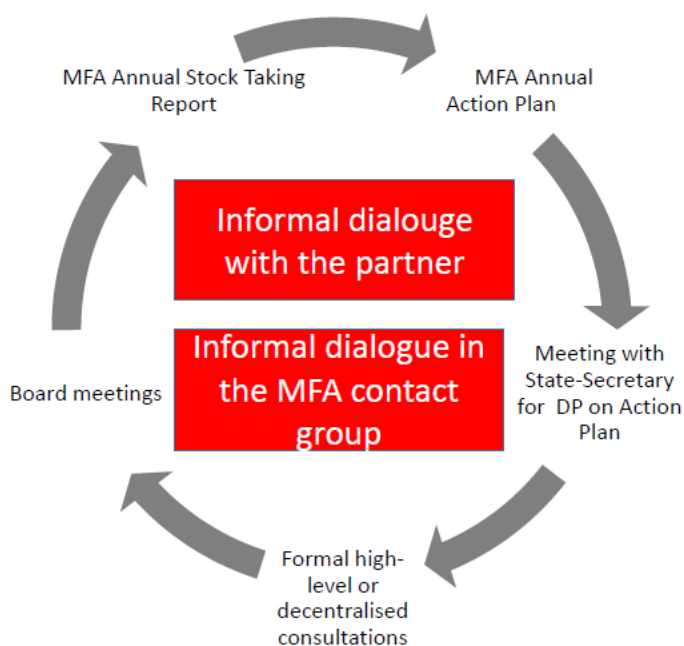 MFA Annual Stock Taking
Report
MFA Annual
Action Plan
Informal dialouge
with the partner
Informal dialogue in
the MFA contact
group
Meeting with
State-Secretary
for DP on Action
Plan
Board meetings
Formal high-
level or
decentralised
consultations